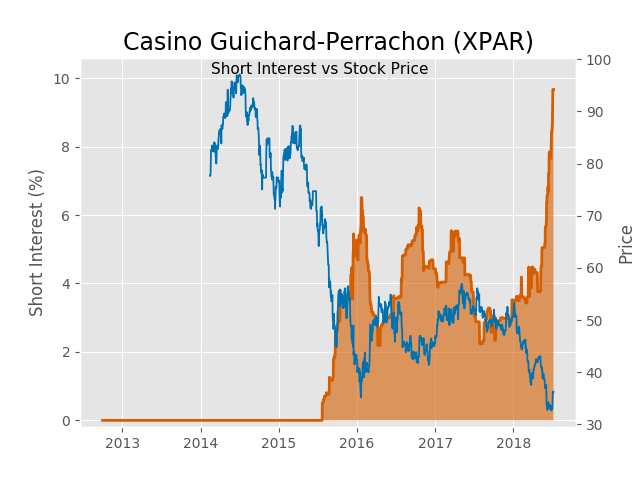 Casino Guichard-Perrachon (XPAR)
Short Interest vs Stock Price
Short Interest (%)
10
8
6
4
2
0
100
90
80
70
60
50
40
30
Price
2013 2014 2015 2016 2017 2018